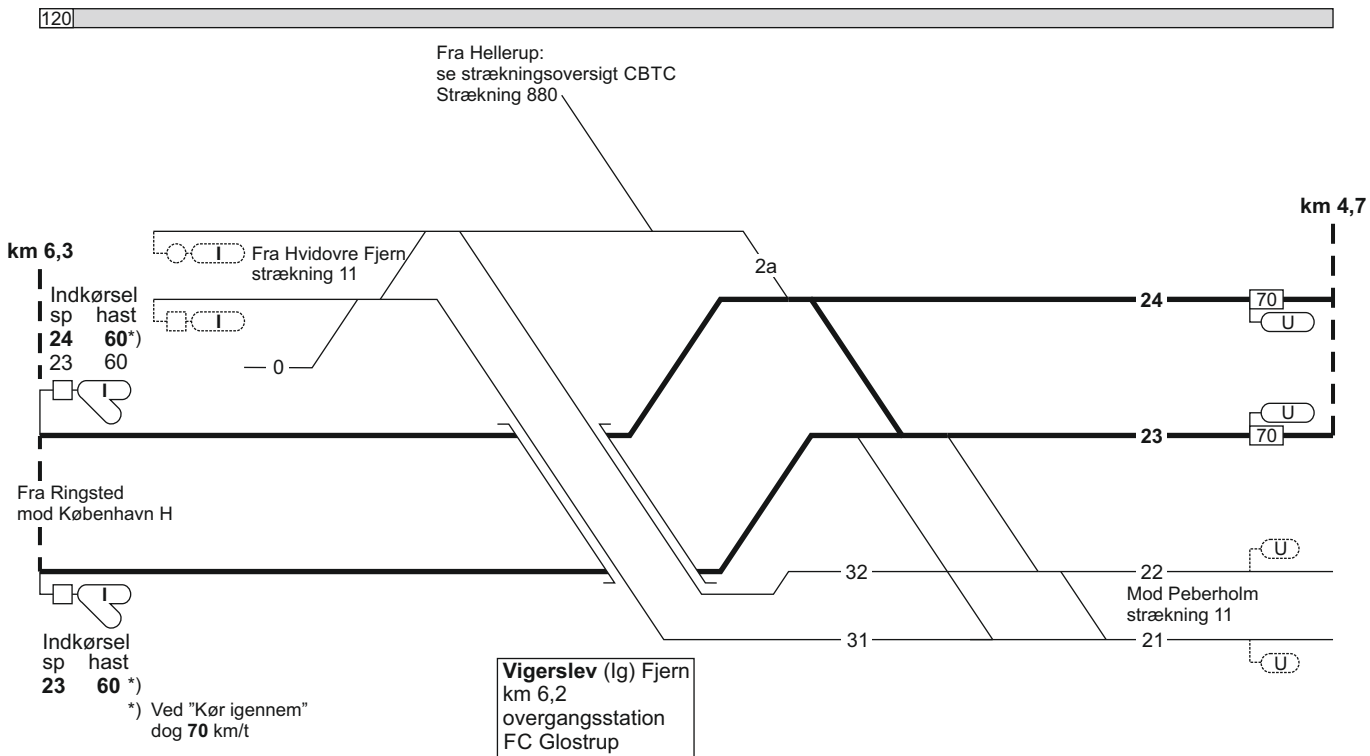 120
Fra Hellerup:
se strækningsoversigt CBTC
Strækning 880
km 4,7
km 6,3
I Fra Hvidovre Fjern
strækning 11
2a
Indkørsel
sp hast
24 60*)
23 60
I
0
24
70
U
I
U
23
70
Fra Ringsted
mod København H
U
32
22
I
Mod Peberholm
strækning 11
31
21
U
Indkørsel
sp hast
23 60 *)
*) Ved ”Kør igennem”
dog 70 km/t
Vigerslev (Ig) Fjern
km 6,2
overgangsstation
FC Glostrup